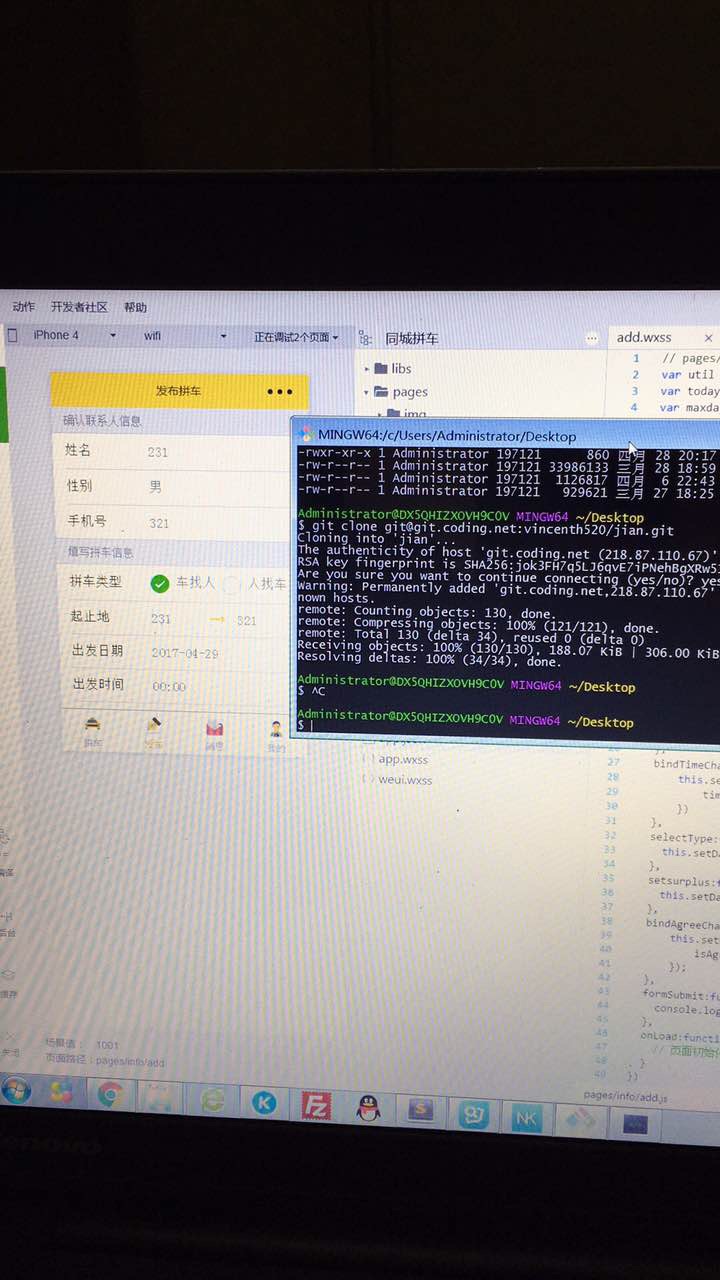 动作 开发者社区 帮助
iPhone 4 wifi 正在调试2个页面 同城拼车 ··· add.wxss ×
发布拼车
确认联系人信息
姓名 231
性别 男
手机号 321
填写拼车信息
拼车类型 车找人 人找车
起止地 231 → 321
出发日期 2017-04-29
出发时间 00:00
拼车 发车 消息 我的
libs
pages
img
1 // pages/
2 var util
3 var today
4 var maxda
MINGW64:/c/Users/Administrator/Desktop
-rwxr-xr-x 1 Administrator 197121 860 四月 28 20:17
-rw-r--r-- 1 Administrator 197121 33986133 三月 28 18:59
-rw-r--r-- 1 Administrator 197121 1126817 四月 6 22:43
-rw-r--r-- 1 Administrator 197121 929621 三月 27 18:25
Administrator@DX5QHIZXOVH9C0V MINGW64 ~/Desktop
$ git clone git@git.coding.net:vincenth520/jian.git
Cloning into 'jian'...
The authenticity of host 'git.coding.net (218.87.110.67)'
RSA key fingerprint is SHA256:jok3FH7q5LJ6qvE7iPNehBgXRw51
Are you sure you want to continue connecting (yes/no)? yes
Warning: Permanently added 'git.coding.net,218.87.110.67'
nown hosts.
remote: Counting objects: 130, done.
remote: Compressing objects: 100% (121/121), done.
remote: Total 130 (delta 34), reused 0 (delta 0)
Receiving objects: 100% (130/130), 188.07 KiB | 306.00 KiB
Resolving deltas: 100% (34/34), done.
Administrator@DX5QHIZXOVH9C0V MINGW64 ~/Desktop
$ ^C
Administrator@DX5QHIZXOVH9C0V MINGW64 ~/Desktop
$
app.wxss
weui.wxss
27 bindTimeCha
28 this.se
29 tim
30 })
31 },
32 selectType:
33 this.setDa
34 },
35 setsurplus:f
36 this.setDa
37 },
38 bindAgreeCha
39 this.set
40 isAg
41 });
42 },
43 formSubmit:fu
44 console.log
45 },
46 onLoad:functi
47 // 页面初始
48 }
49 })
场景值： 1001
页面路径：pages/info/add
pages/info/add.js